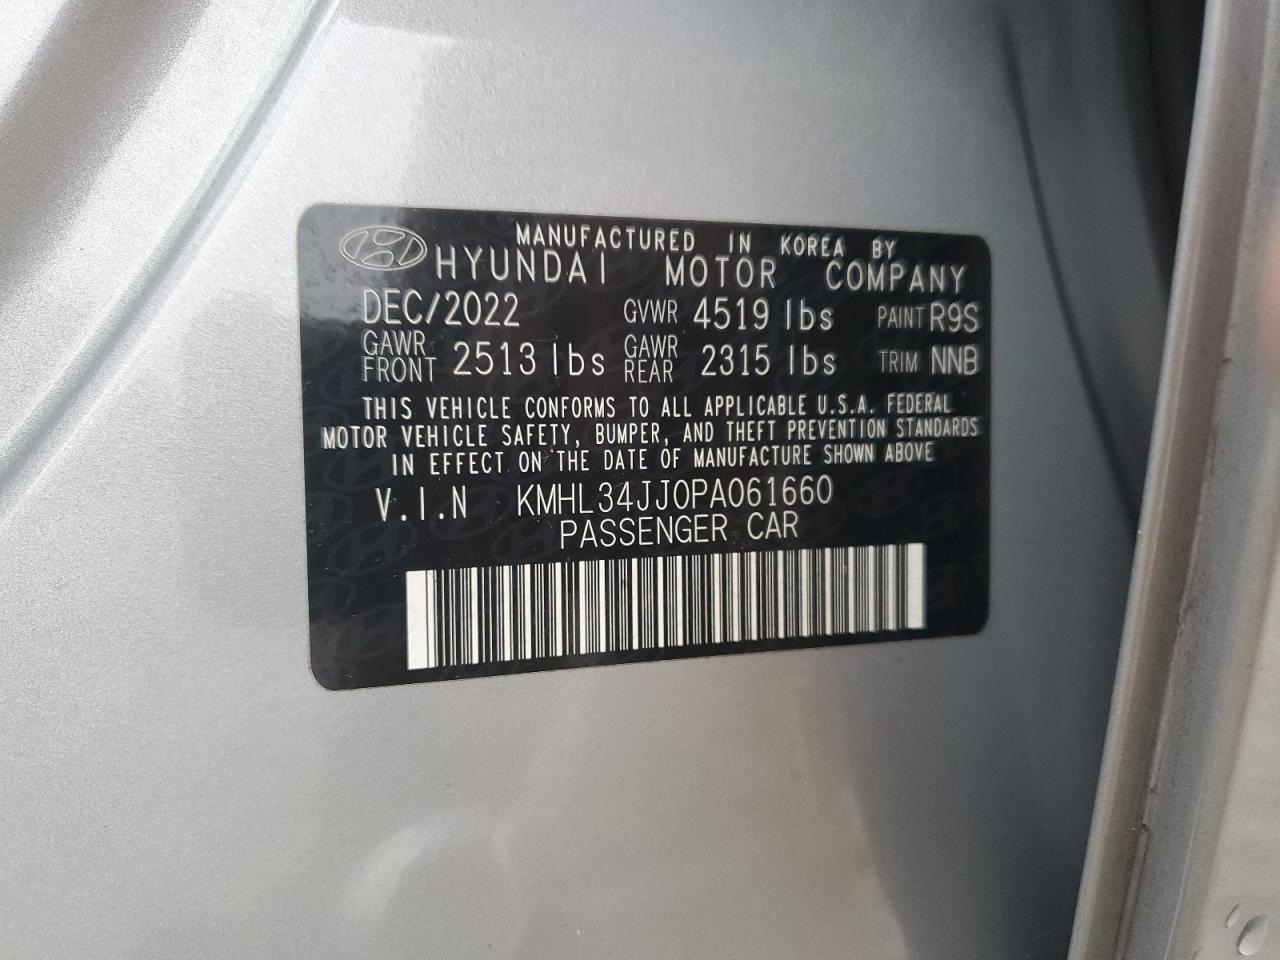 MANUFACTURED IN KOREA BY
HYUNDAI MOTOR COMPANY
DEC/2022 GVWR 4519 lbs PAINT R9S
GAWR FRONT 2513 lbs GAWR REAR 2315 lbs TRIM NNB
THIS VEHICLE CONFORMS TO ALL APPLICABLE U.S.A. FEDERAL
MOTOR VEHICLE SAFETY, BUMPER, AND THEFT PREVENTION STANDARDS
IN EFFECT ON THE DATE OF MANUFACTURE SHOWN ABOVE
V.I.N KMHL34JJ0PA061660
PASSENGER CAR